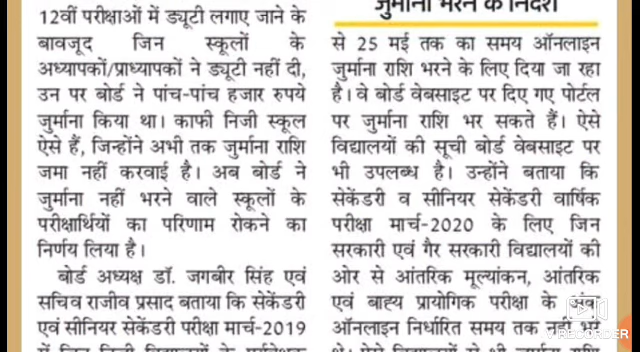 12वीं परीक्षाओं में ड्यूटी लगाए जाने के
बावजूद जिन स्कूलों के
अध्यापकों/प्राध्यापकों ने ड्यूटी नहीं दी,
उन पर बोर्ड ने पांच-पांच हजार रुपये
जुर्माना किया था। काफी निजी स्कूल
ऐसे हैं, जिन्होंने अभी तक जुर्माना राशि
जमा नहीं करवाई है। अब बोर्ड ने
जुर्माना नहीं भरने वाले स्कूलों के
परीक्षार्थियों का परिणाम रोकने का
निर्णय लिया है।
बोर्ड अध्यक्ष डॉ. जगबीर सिंह एवं
सचिव राजीव प्रसाद बताया कि सेकेंडरी
एवं सीनियर सेकेंडरी परीक्षा मार्च-2019
जुर्माना भरने के निर्देश
से 25 मई तक का समय ऑनलाइन
जुर्माना राशि भरने के लिए दिया जा रहा
है। वे बोर्ड वेबसाइट पर दिए गए पोर्टल
पर जुर्माना राशि भर सकते हैं। ऐसे
विद्यालयों की सूची बोर्ड वेबसाइट पर
भी उपलब्ध है। उन्होंने बताया कि
सेकेंडरी व सीनियर सेकेंडरी वार्षिक
परीक्षा मार्च-2020 के लिए जिन
सरकारी एवं गैर सरकारी विद्यालयों की
ओर से आंतरिक मूल्यांकन, आंतरिक
एवं बाह्य प्रायोगिक परीक्षा के अंक
ऑनलाइन निर्धारित समय तक नहीं भरे
VIRECORDER